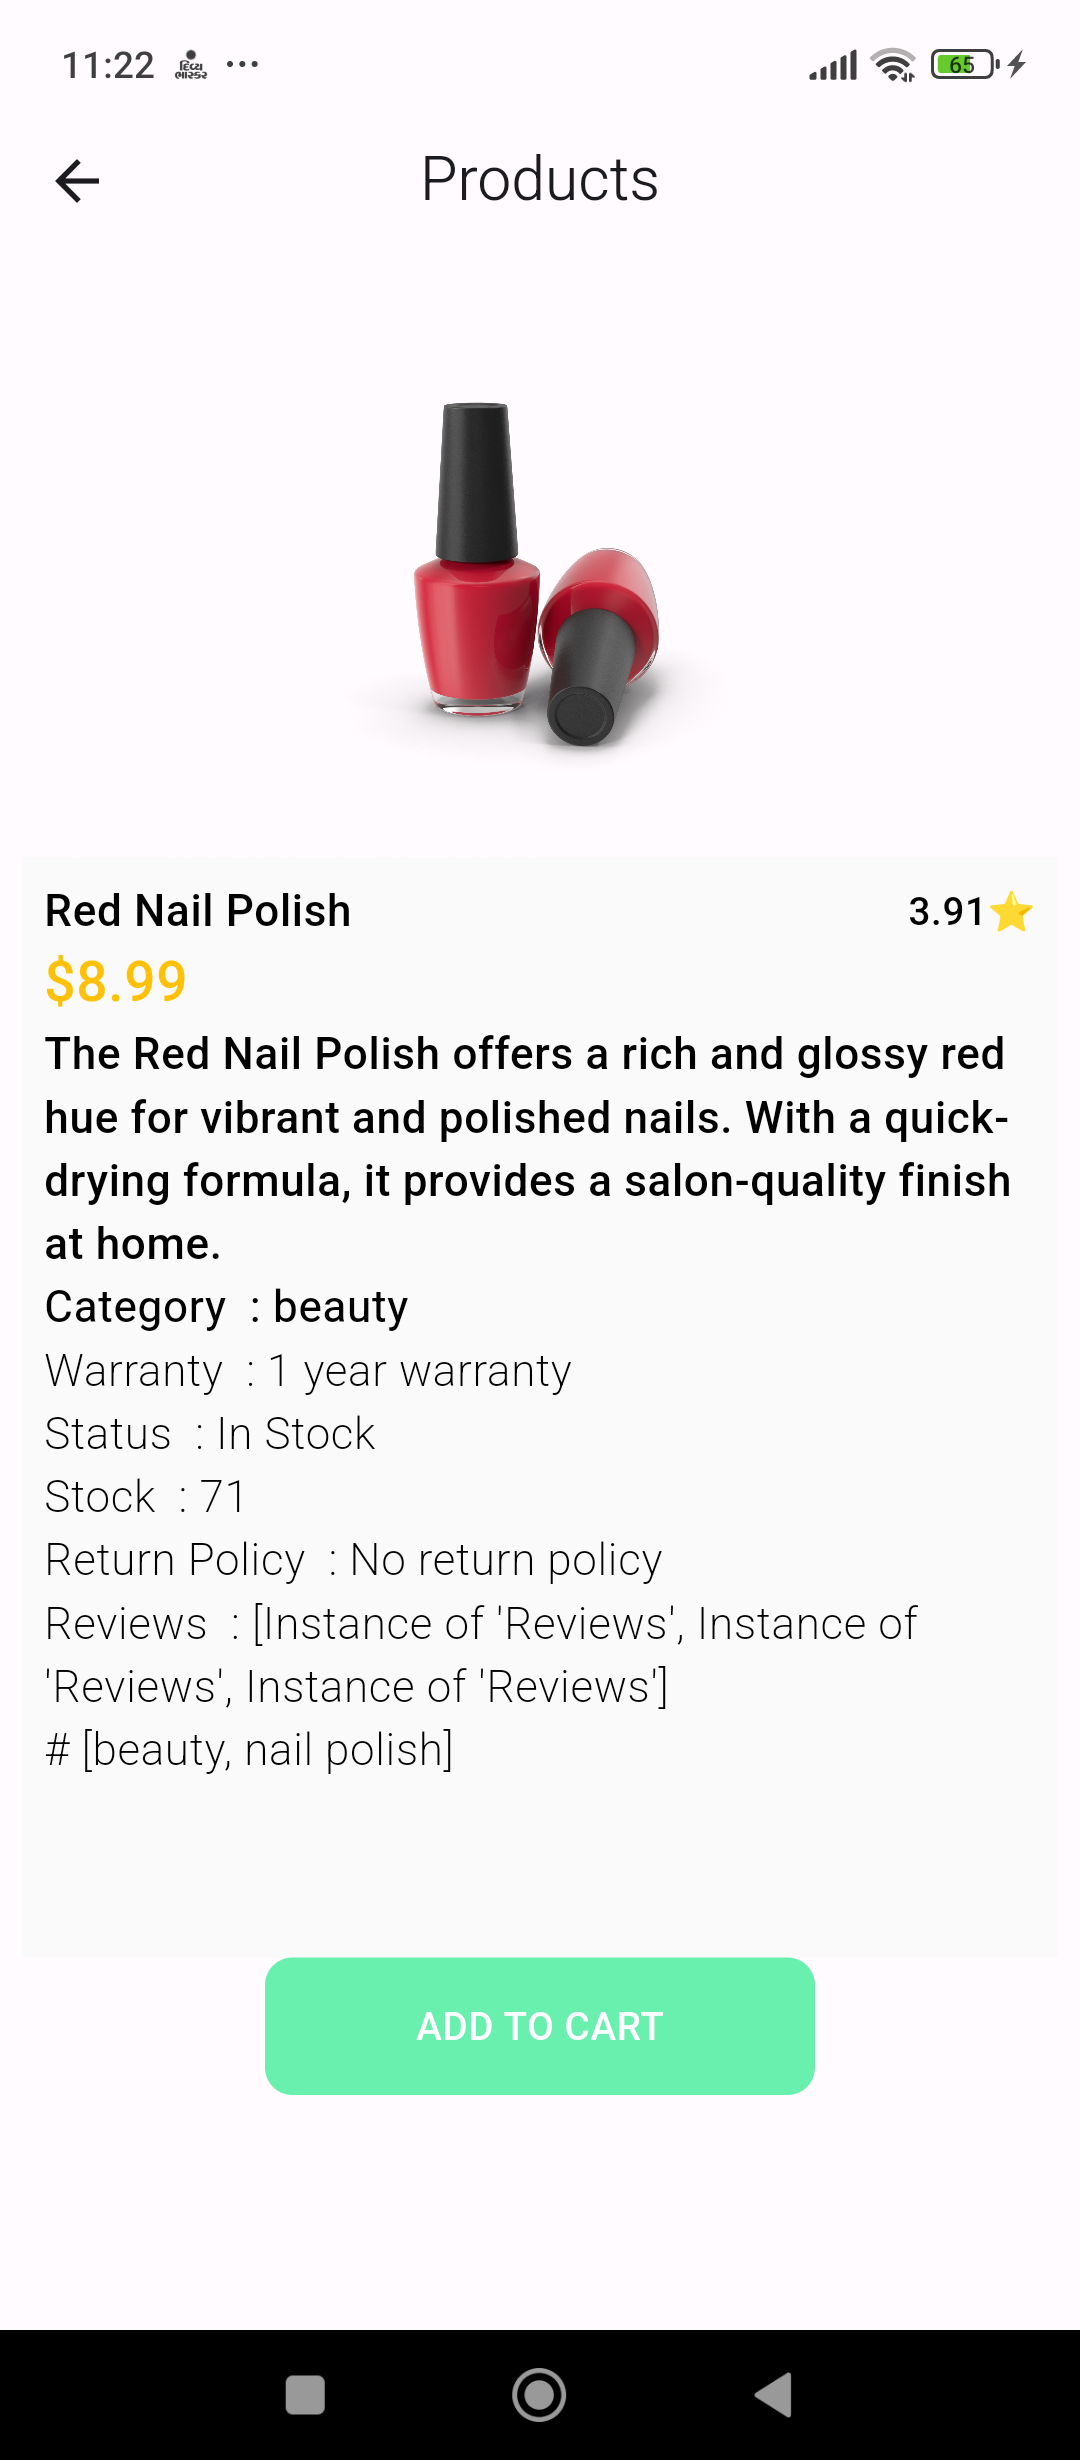 11:22 દિવ્ય ભાસ્કર ... 65
Products
Red Nail Polish 3.91⭐
$8.99
The Red Nail Polish offers a rich and glossy red
hue for vibrant and polished nails. With a quick-
drying formula, it provides a salon-quality finish
at home.
Category  : beauty
Warranty  : 1 year warranty
Status  : In Stock
Stock  : 71
Return Policy  : No return policy
Reviews  : [Instance of 'Reviews', Instance of
'Reviews', Instance of 'Reviews']
# [beauty, nail polish]
ADD TO CART